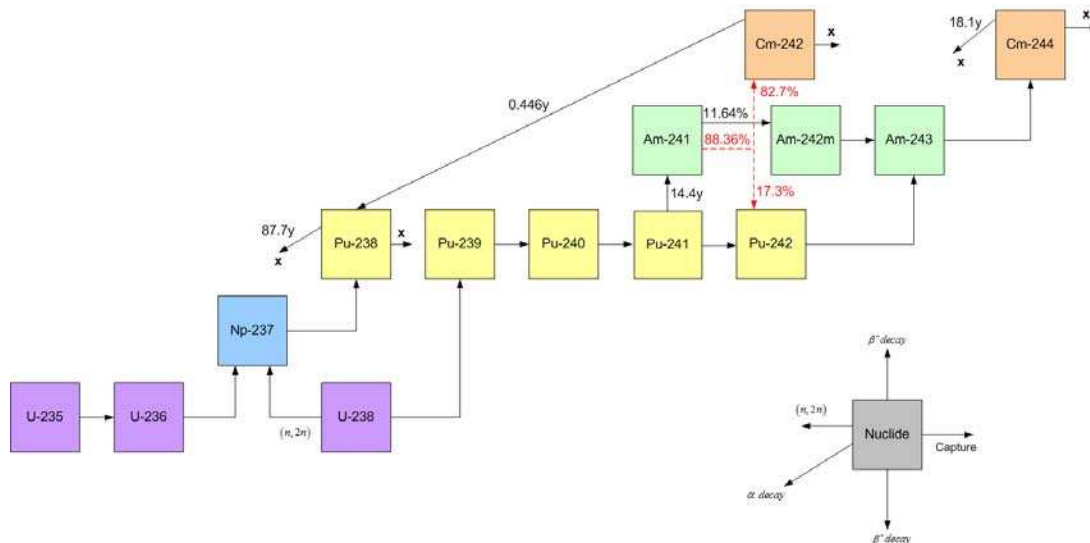 Cm-242
x
18.1y
x
Cm-244
x
82.7%
0.446y
Am-241
11.64%
88.36%
Am-242m
Am-243
14.4y
17.3%
87.7y
x
Pu-238
x
Pu-239
Pu-240
Pu-241
Pu-242
Np-237
U-235
U-236
(n,2n)
U-238
β⁻ decay
(n,2n)
Nuclide
Capture
α decay
β⁺ decay